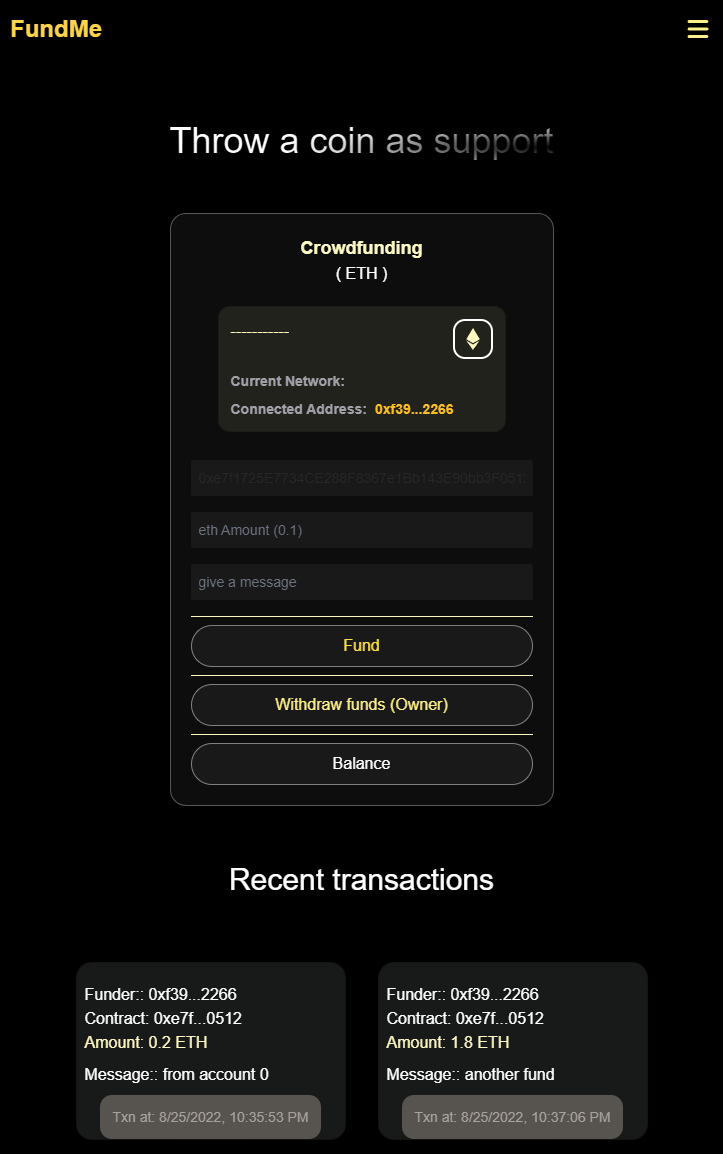 FundMe
Throw a coin as support
Crowdfunding
( ETH )
-----------
Current Network:
Connected Address: 0xf39...2266
0xe7f1725E7734CE288F8367e1Bb143E90bb3F051
eth Amount (0.1)
give a message
Fund
Withdraw funds (Owner)
Balance
Recent transactions
Funder:: 0xf39...2266
Contract: 0xe7f...0512
Amount: 0.2 ETH
Message:: from account 0
Txn at: 8/25/2022, 10:35:53 PM
Funder:: 0xf39...2266
Contract: 0xe7f...0512
Amount: 1.8 ETH
Message:: another fund
Txn at: 8/25/2022, 10:37:06 PM